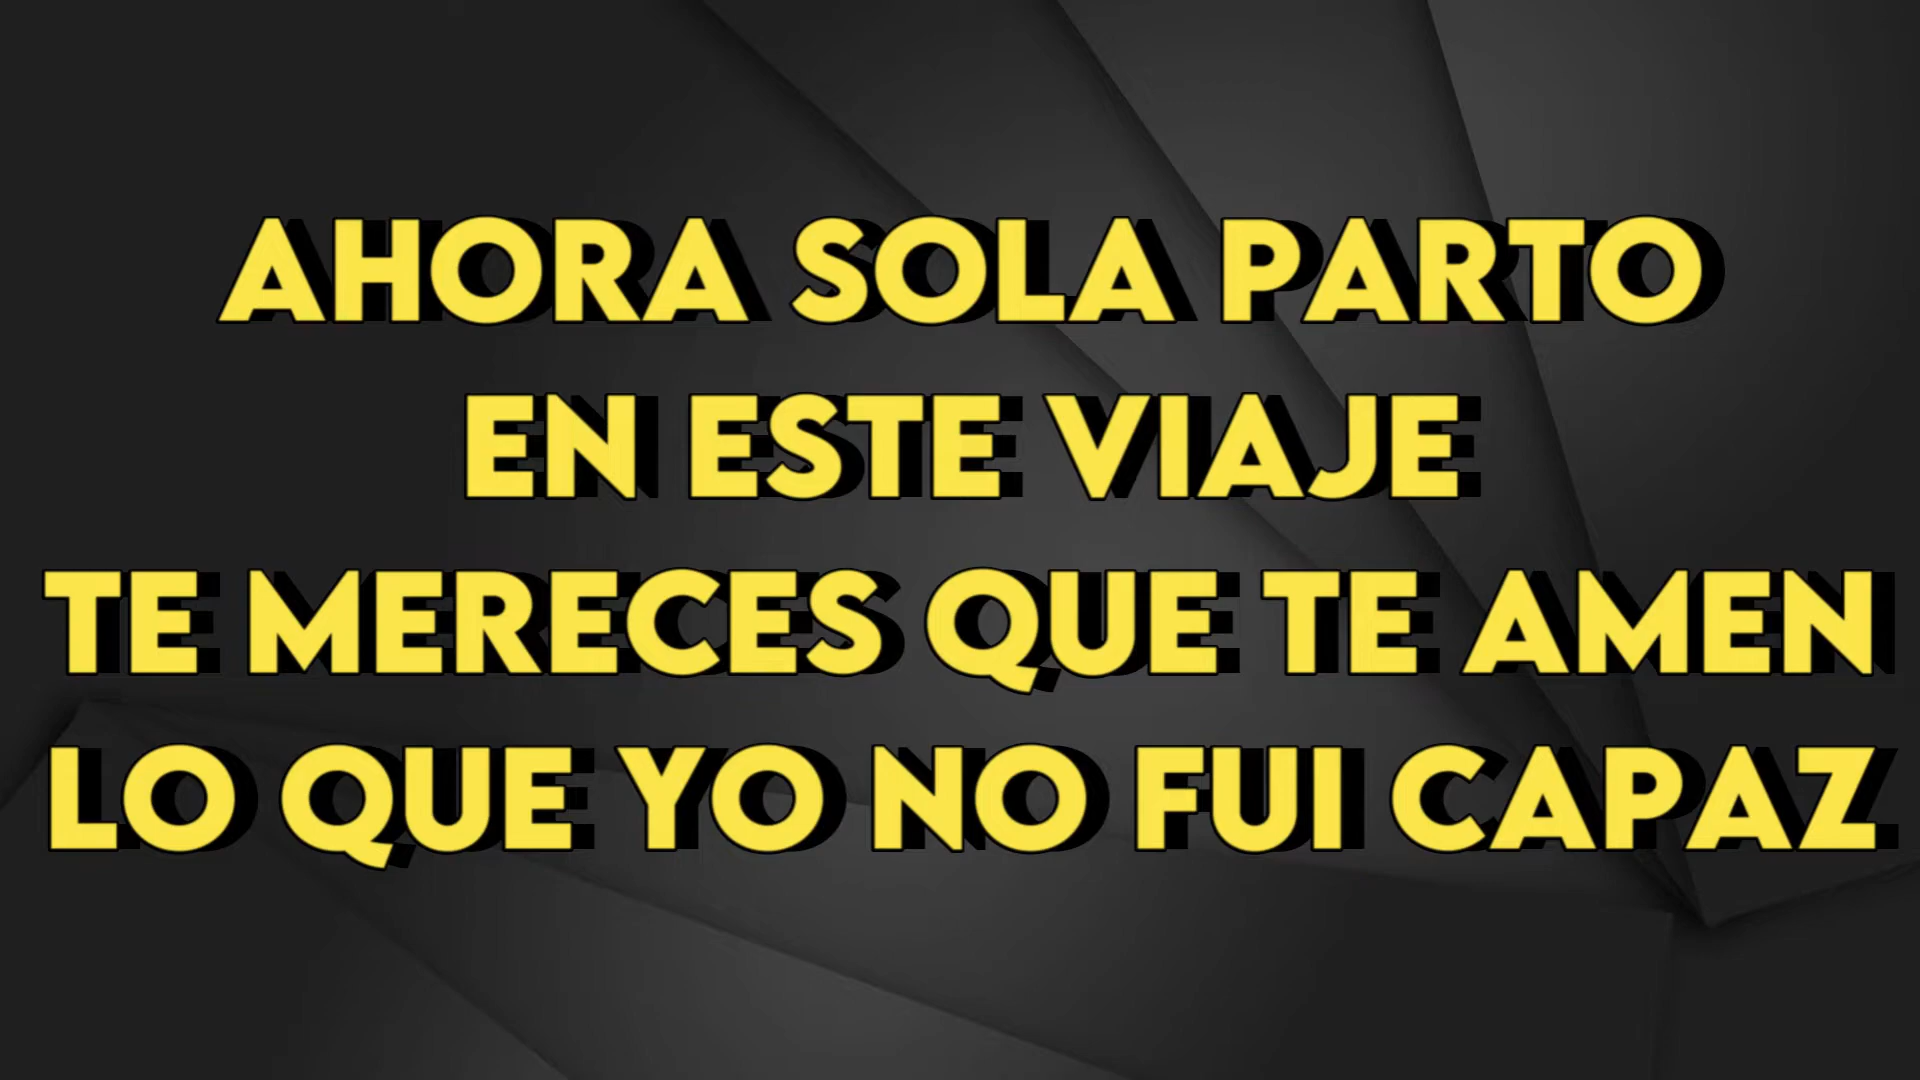 AHORA SOLA PARTO
EN ESTE VIAJE
TE MERECES QUE TE AMEN
LO QUE YO NO FUI CAPAZ